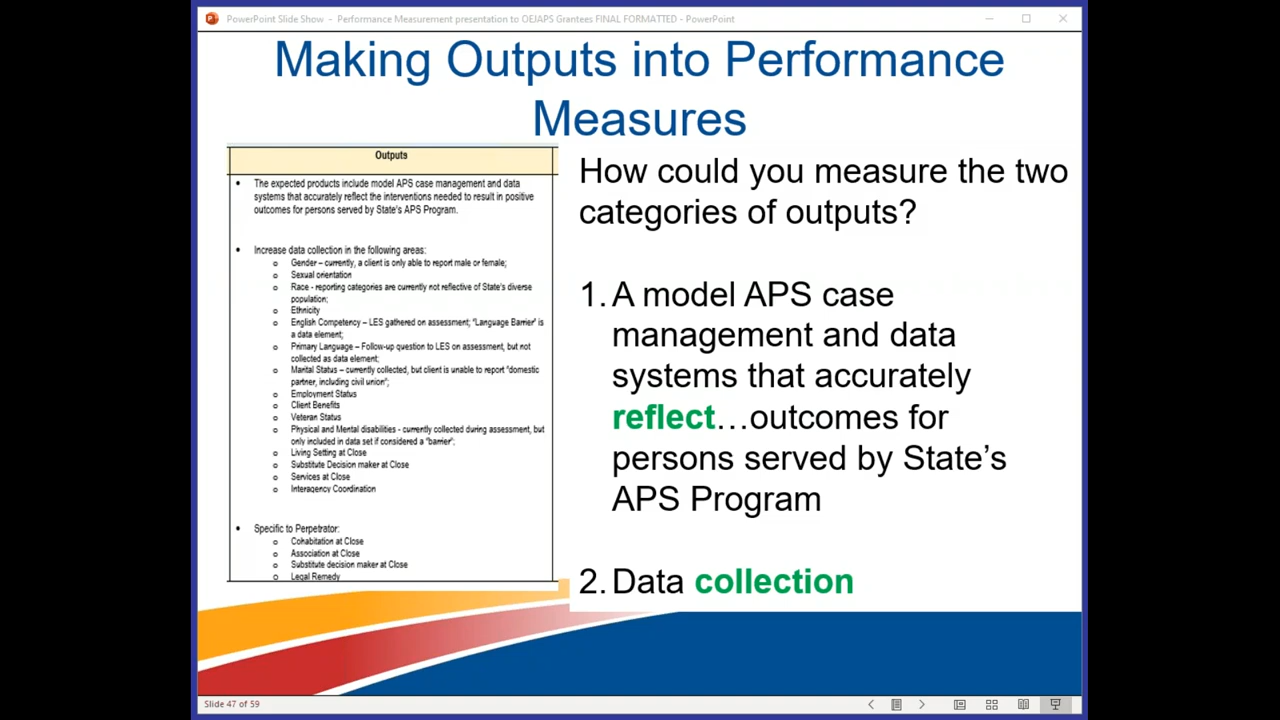 PowerPoint Slide Show - Performance Measurement presentation to OEJAPS Grantees FINAL FORMATTED - PowerPoint
Making Outputs into Performance
Measures
Outputs
• The expected products include model APS case management and data
systems that accurately reflect the interventions needed to result in positive
outcomes for persons served by State's APS Program.
• Increase data collection in the following areas:
o Gender – currently, a client is only able to report male or female;
o Sexual orientation
o Race - reporting categories are currently not reflective of State's diverse
population;
o Ethnicity
o English Competency – LES gathered on assessment; "Language Barrier" is
a data element;
o Primary Language – Follow-up question to LES on assessment, but not
collected as data element;
o Marital Status – currently collected, but client is unable to report "domestic
partner, including civil union";
o Employment Status
o Client Benefits
o Veteran Status
o Physical and Mental disabilities - currently collected during assessment, but
only included in data set if considered a "barrier";
o Living Setting at Close
o Substitute Decision maker at Close
o Services at Close
o Interagency Coordination
• Specific to Perpetrator:
o Cohabitation at Close
o Association at Close
o Substitute decision maker at Close
o Legal Remedy
How could you measure the two
categories of outputs?
1. A model APS case
management and data
systems that accurately
reflect…outcomes for
persons served by State's
APS Program
2. Data collection
Slide 47 of 59